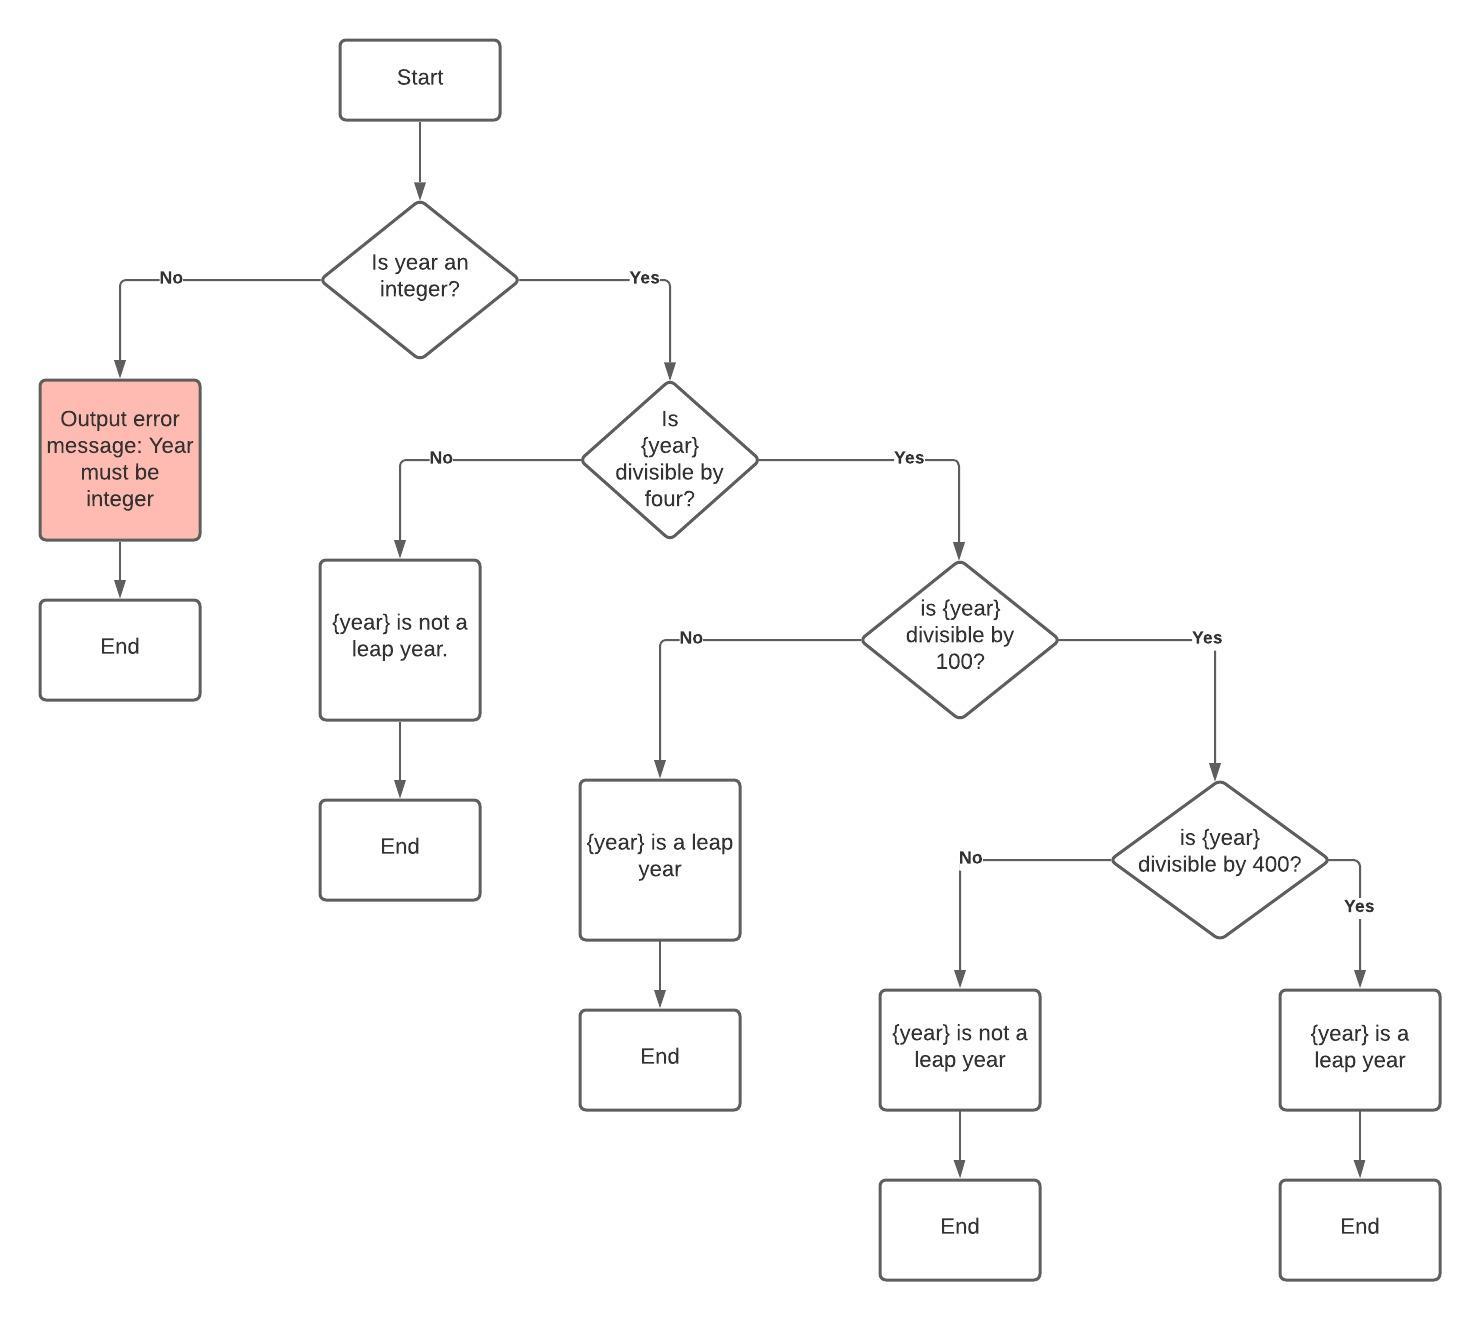 Start
Is year an
integer?
No
Yes
Output error
message: Year
must be
integer
End
Is
{year}
divisible by
four?
No
Yes
{year} is not a
leap year.
End
is {year}
divisible by
100?
No
Yes
{year} is a leap
year
End
is {year}
divisible by 400?
No
Yes
{year} is not a
leap year
End
{year} is a
leap year
End